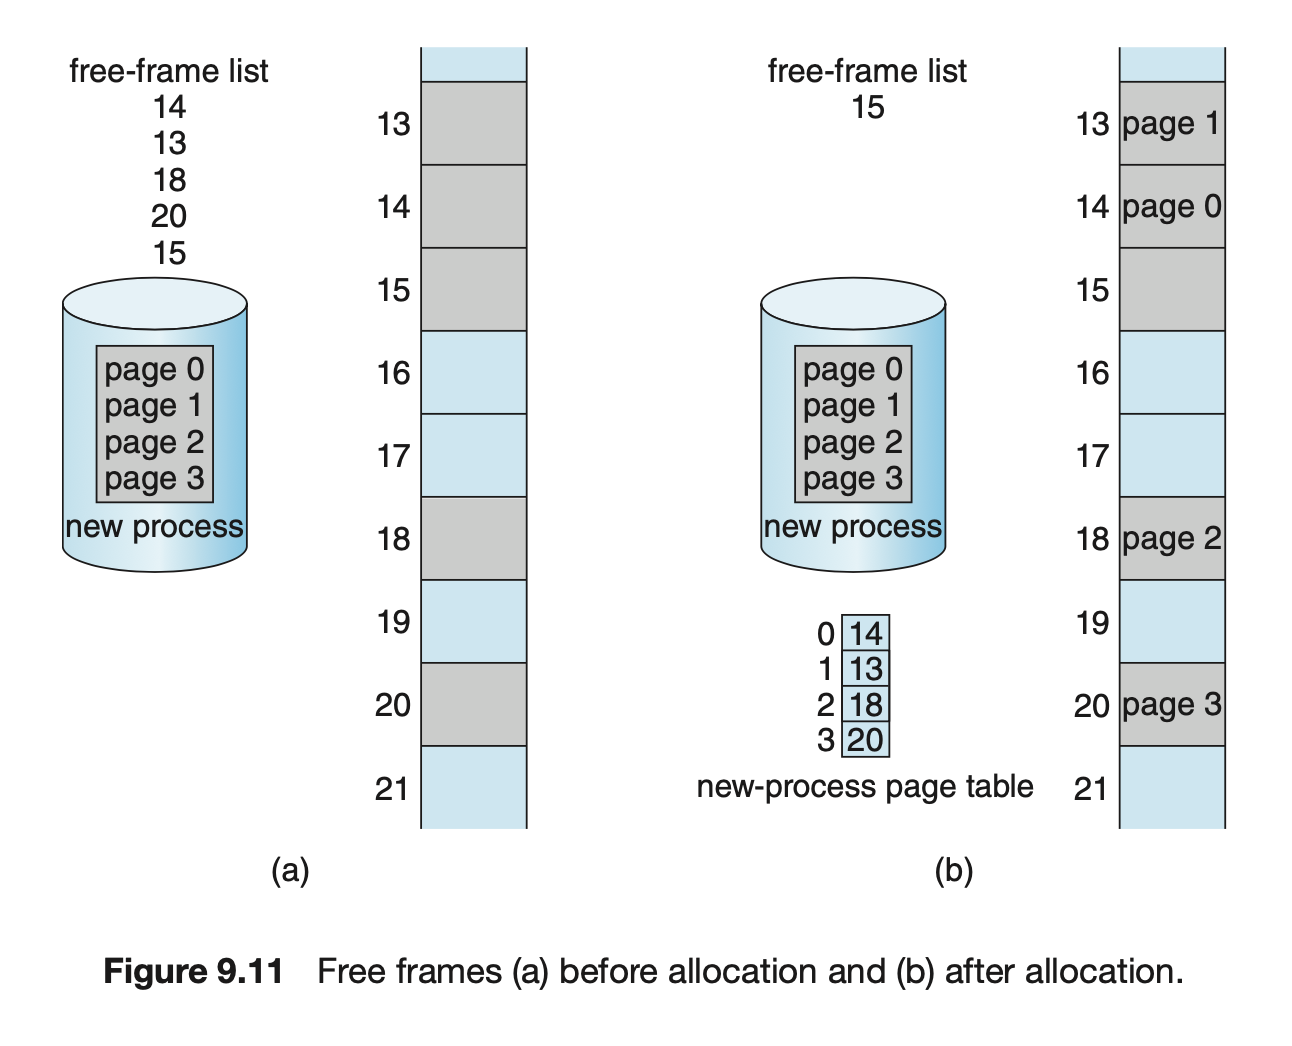 free-frame list
14
13
18
20
15
page 0
page 1
page 2
page 3
new process
13
14
15
16
17
18
19
20
21
(a)
free-frame list
15
page 0
page 1
page 2
page 3
new process
0 14
1 13
2 18
3 20
new-process page table
13 page 1
14 page 0
15
16
17
18 page 2
19
20 page 3
21
(b)
Figure 9.11 Free frames (a) before allocation and (b) after allocation.